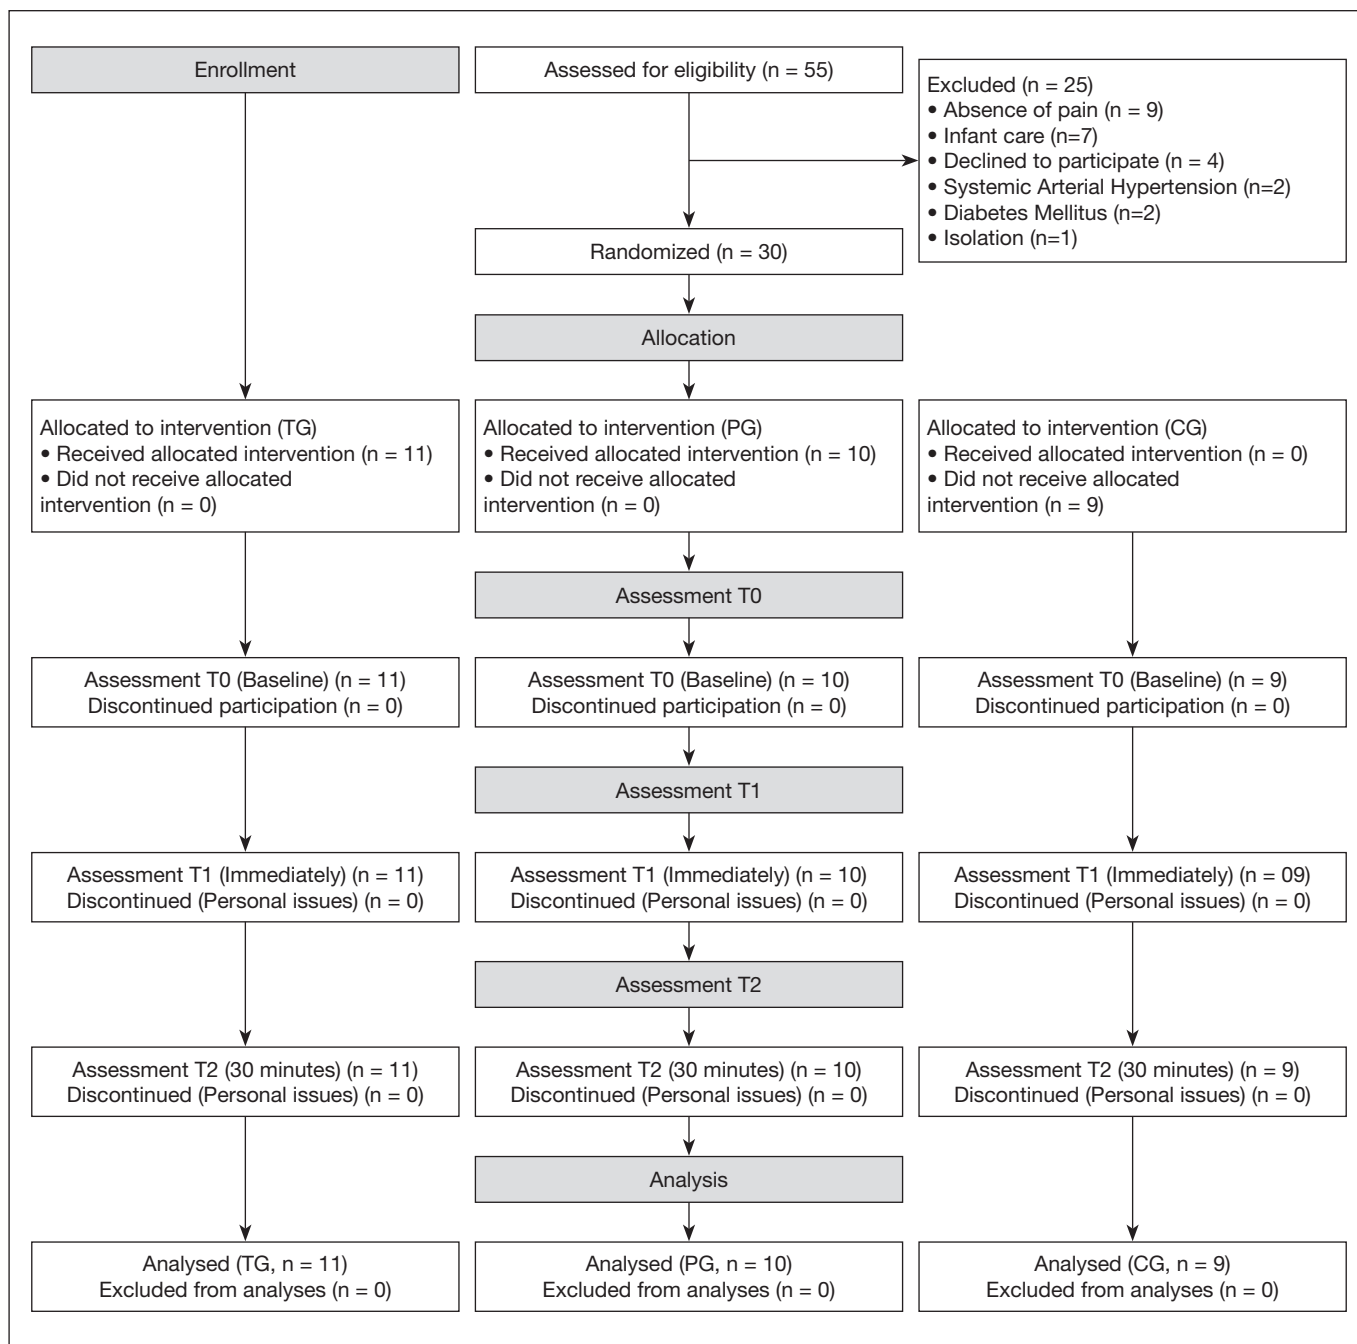 Enrollment
Assessed for eligibility (n = 55)
Excluded (n = 25)
• Absence of pain (n = 9)
• Infant care (n=7)
• Declined to participate (n = 4)
• Systemic Arterial Hypertension (n=2)
• Diabetes Mellitus (n=2)
• Isolation (n=1)
Randomized (n = 30)
Allocation
Allocated to intervention (TG)
• Received allocated intervention (n = 11)
• Did not receive allocated
intervention (n = 0)
Allocated to intervention (PG)
• Received allocated intervention (n = 10)
• Did not receive allocated
intervention (n = 0)
Allocated to intervention (CG)
• Received allocated intervention (n = 0)
• Did not receive allocated
intervention (n = 9)
Assessment T0
Assessment T0 (Baseline) (n = 11)
Discontinued participation (n = 0)
Assessment T0 (Baseline) (n = 10)
Discontinued participation (n = 0)
Assessment T0 (Baseline) (n = 9)
Discontinued participation (n = 0)
Assessment T1
Assessment T1 (Immediately) (n = 11)
Discontinued (Personal issues) (n = 0)
Assessment T1 (Immediately) (n = 10)
Discontinued (Personal issues) (n = 0)
Assessment T1 (Immediately) (n = 09)
Discontinued (Personal issues) (n = 0)
Assessment T2
Assessment T2 (30 minutes) (n = 11)
Discontinued (Personal issues) (n = 0)
Assessment T2 (30 minutes) (n = 10)
Discontinued (Personal issues) (n = 0)
Assessment T2 (30 minutes) (n = 9)
Discontinued (Personal issues) (n = 0)
Analysis
Analysed (TG, n = 11)
Excluded from analyses (n = 0)
Analysed (PG, n = 10)
Excluded from analyses (n = 0)
Analysed (CG, n = 9)
Excluded from analyses (n = 0)